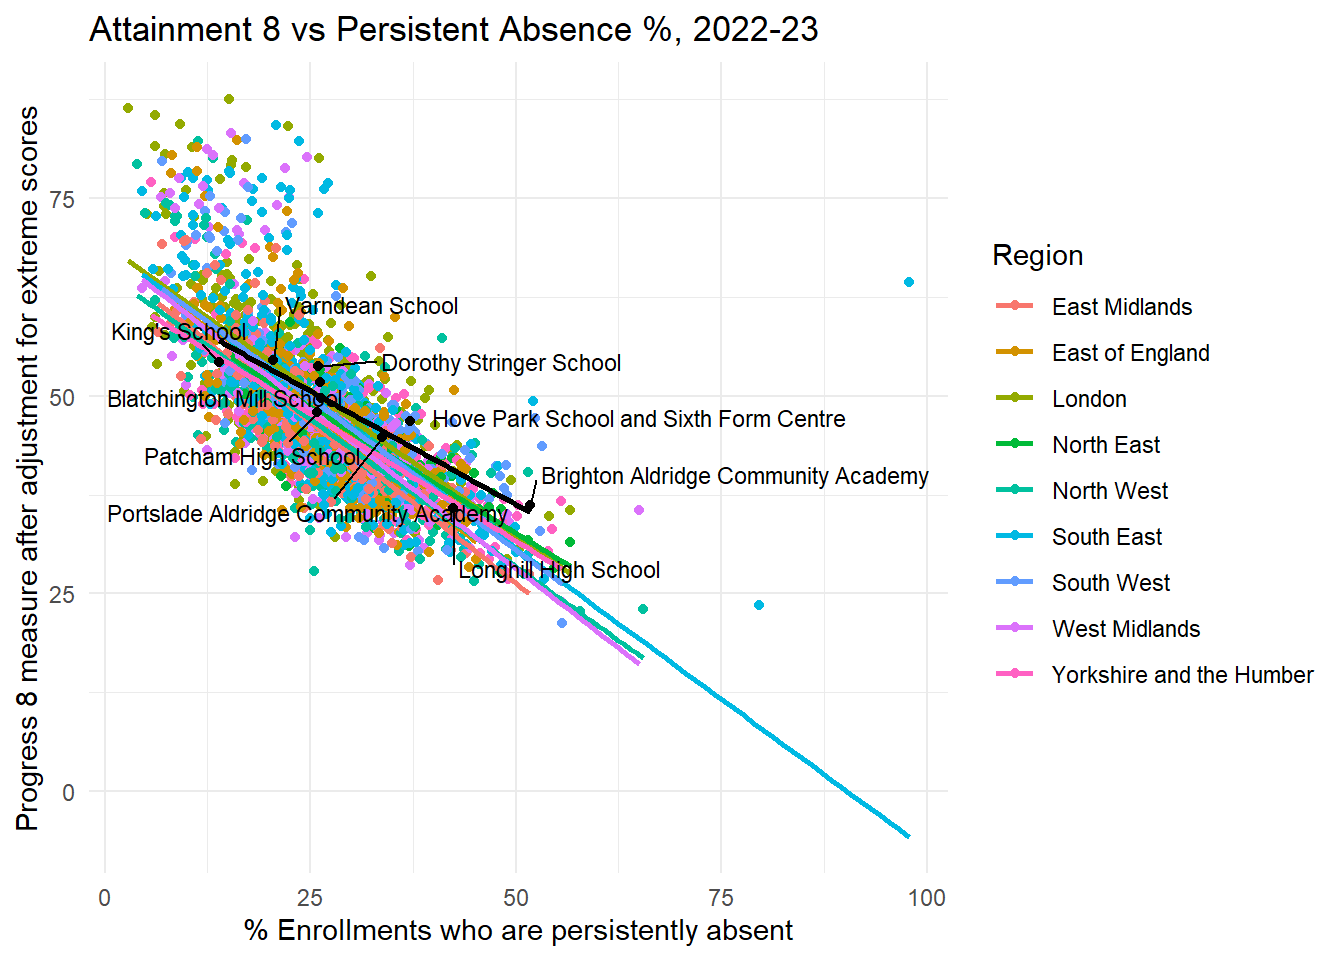 Attainment 8 vs Persistent Absence %, 2022-23
Progress 8 measure after adjustment for extreme scores
75
50
25
0
Varndean School
King's School
Dorothy Stringer School
Blatchington Mill School
Hove Park School and Sixth Form Centre
Patcham High School
Brighton Aldridge Community Academy
Portslade Aldridge Community Academy
Longhill High School
0
25
50
75
100
% Enrollments who are persistently absent
Region
East Midlands
East of England
London
North East
North West
South East
South West
West Midlands
Yorkshire and the Humber